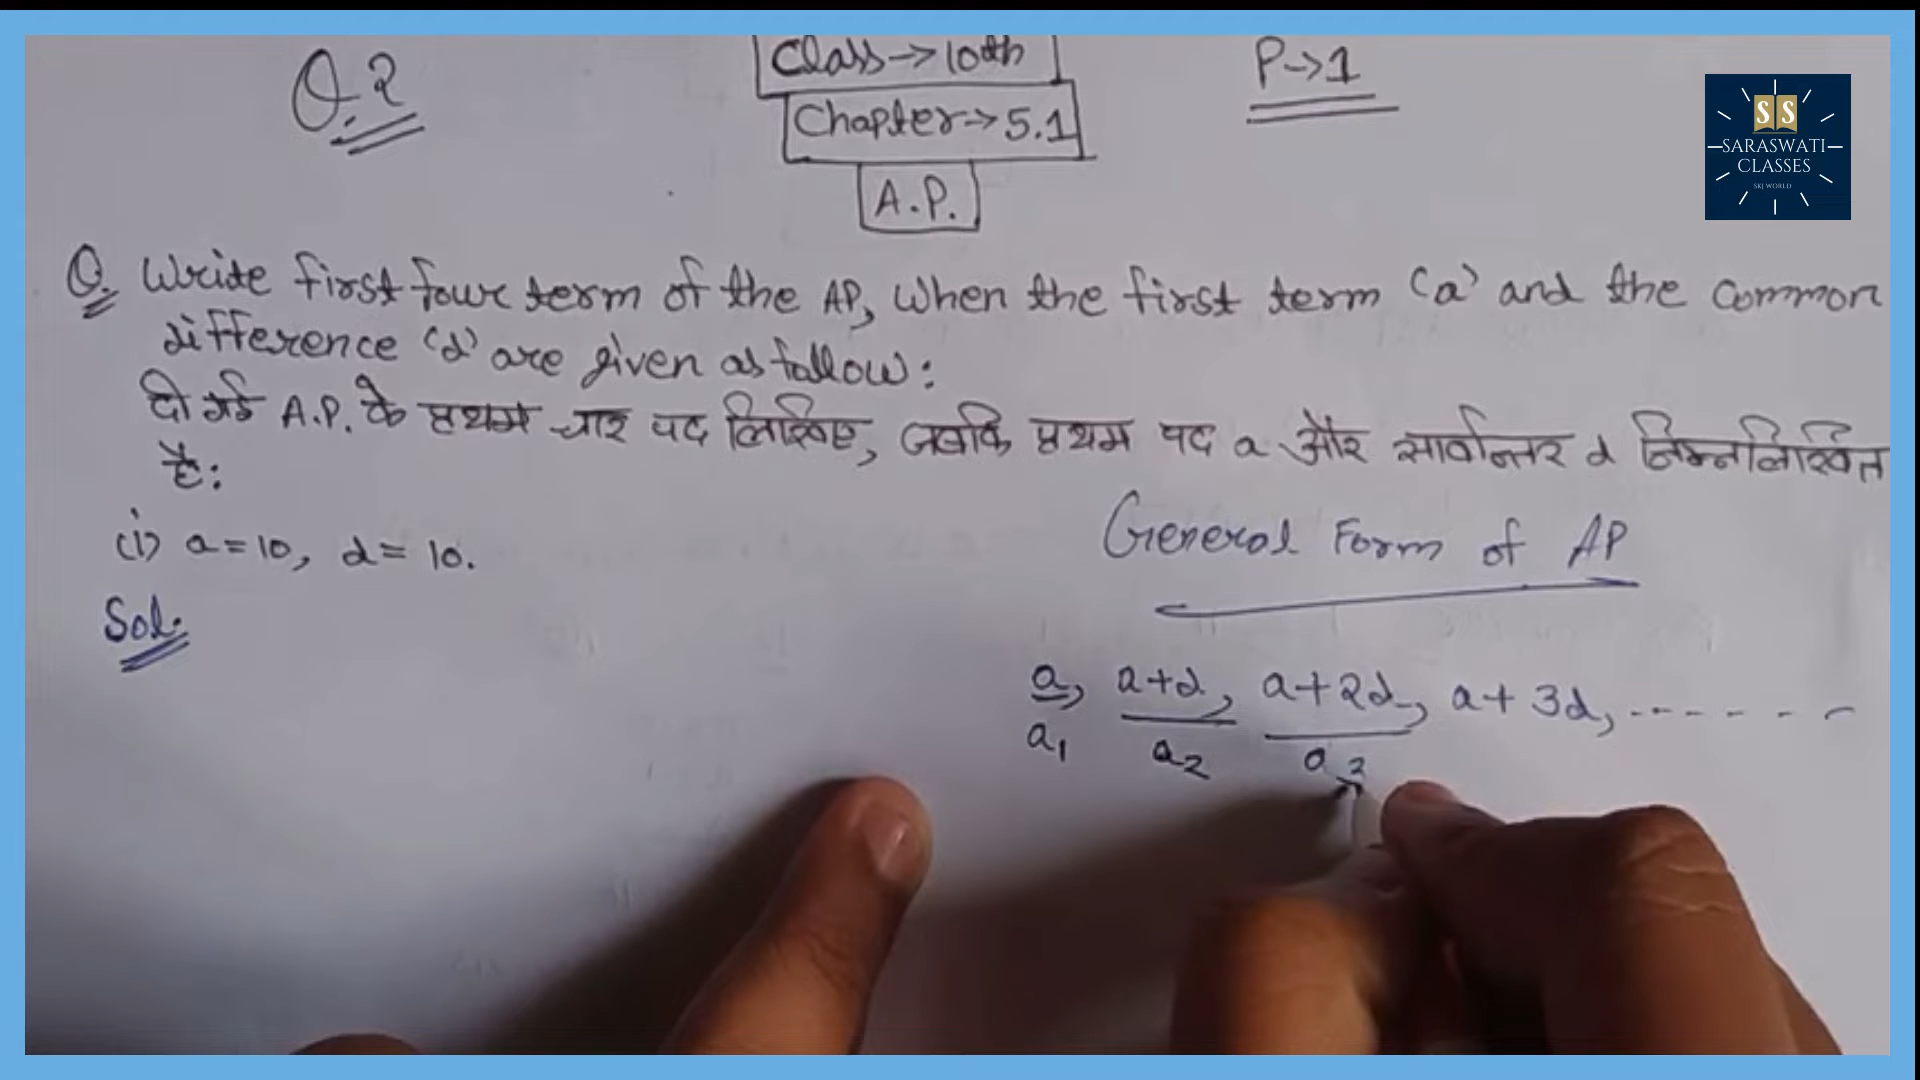 Q.2
Class→10th
P→1
Chapter→5.1
A.P.
SS
SARASWATI
CLASSES
SKJ WORLD
Q. Write first four term of the AP, When the first term 'a' and the common
difference 'd' are given as follow:
दी गई A.P. के प्रथम चार पद लिखिए, जबकि प्रथम पद a और सार्वान्तर d निम्नलिखित
है:
(i) a=10, d= 10.
General Form of AP
Sol.
a, a+d, a+2d, a+3d, .......
a1 a2 a3